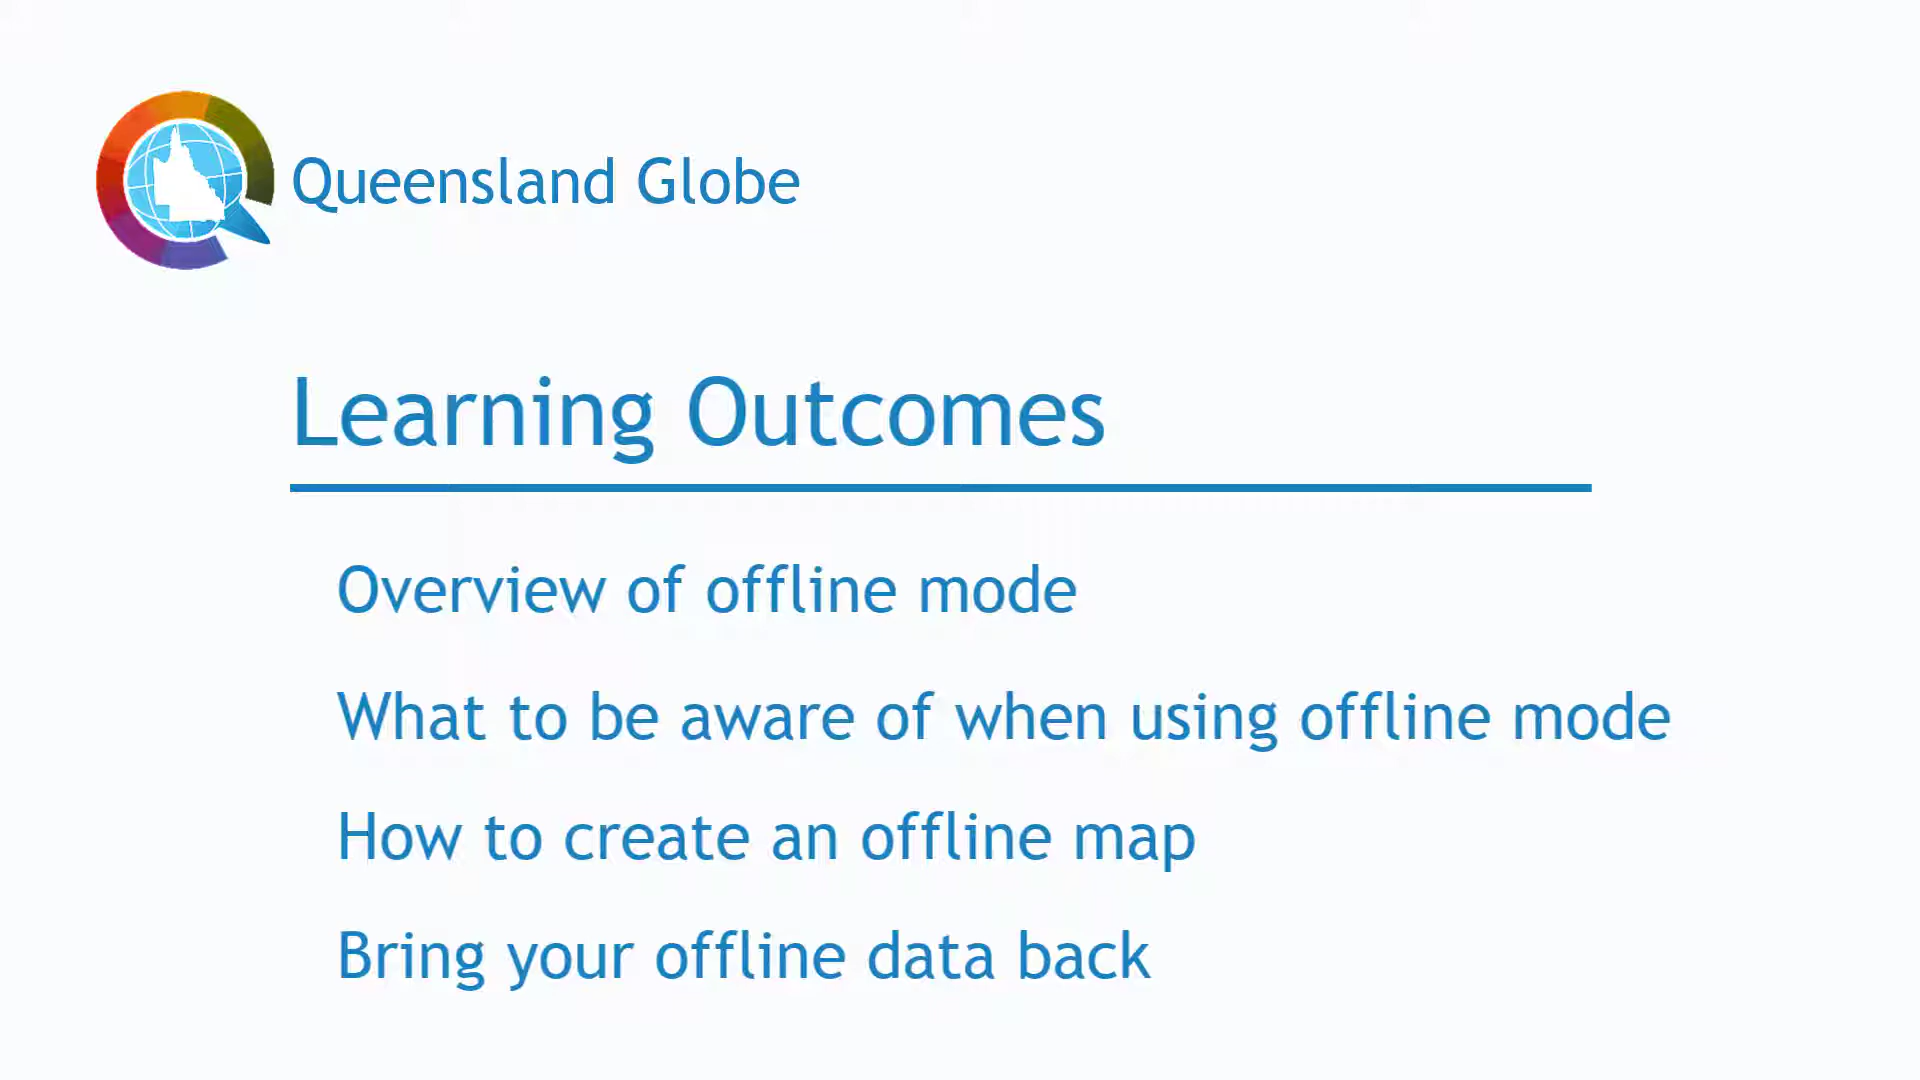 Queensland Globe
Learning Outcomes
Overview of offline mode
What to be aware of when using offline mode
How to create an offline map
Bring your offline data back